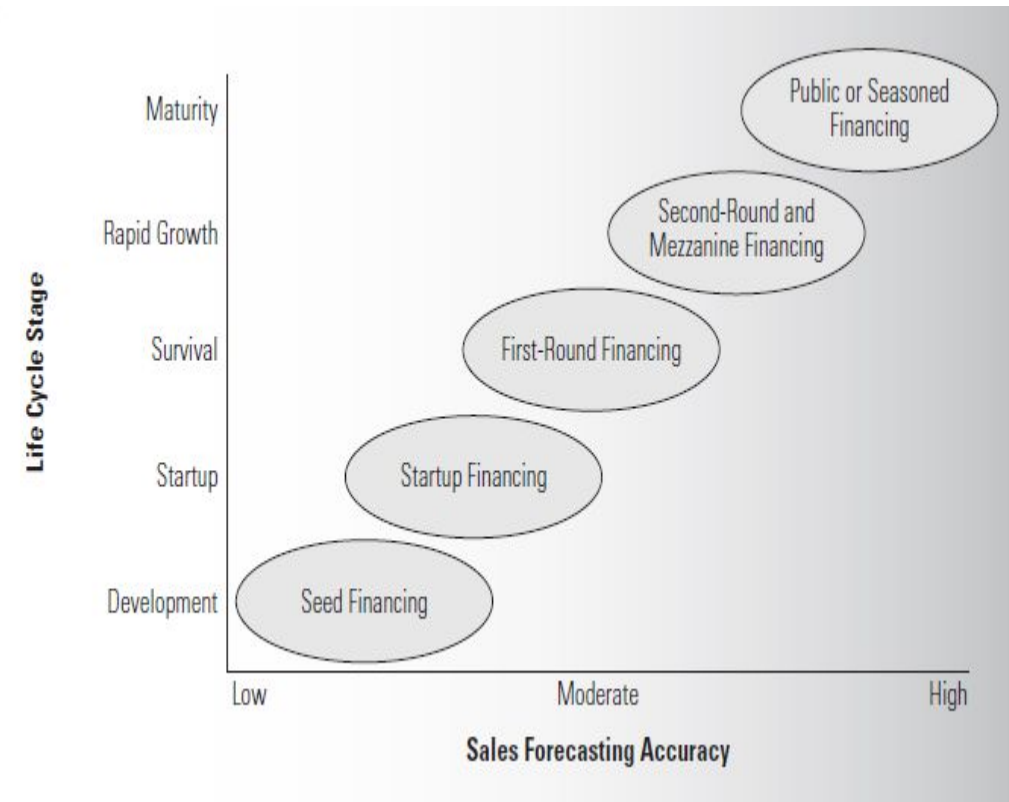 Life Cycle Stage
Maturity
Public or Seasoned
Financing
Rapid Growth
Second-Round and
Mezzanine Financing
Survival
First-Round Financing
Startup
Startup Financing
Development
Seed Financing
Low
Moderate
High
Sales Forecasting Accuracy